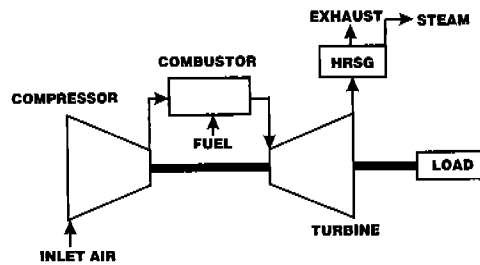 EXHAUST
STEAM
COMBUSTOR
HRSG
COMPRESSOR
FUEL
LOAD
TURBINE
INLET AIR